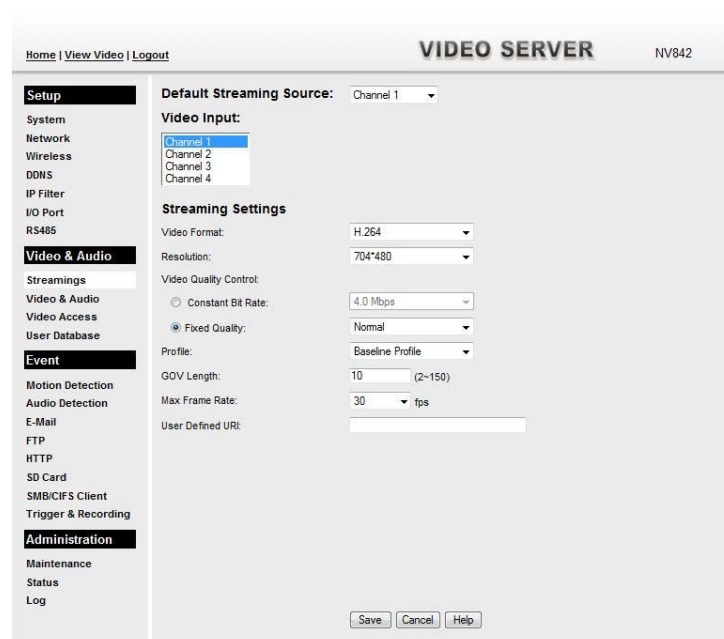 Home | View Video | Logout
VIDEO SERVER
NV842
Setup
System
Network
Wireless
DDNS
IP Filter
I/O Port
RS485
Video & Audio
Streamings
Video & Audio
Video Access
User Database
Event
Motion Detection
Audio Detection
E-Mail
FTP
HTTP
SD Card
SMB/CIFS Client
Trigger & Recording
Administration
Maintenance
Status
Log
Default Streaming Source: Channel 1
Video Input:
Channel 1
Channel 2
Channel 3
Channel 4
Streaming Settings
Video Format: H.264
Resolution: 704*480
Video Quality Control:
Constant Bit Rate: 4.0 Mbps
Fixed Quality: Normal
Profile: Baseline Profile
GOV Length: 10 (2~150)
Max Frame Rate: 30 fps
User Defined URI:
Save Cancel Help